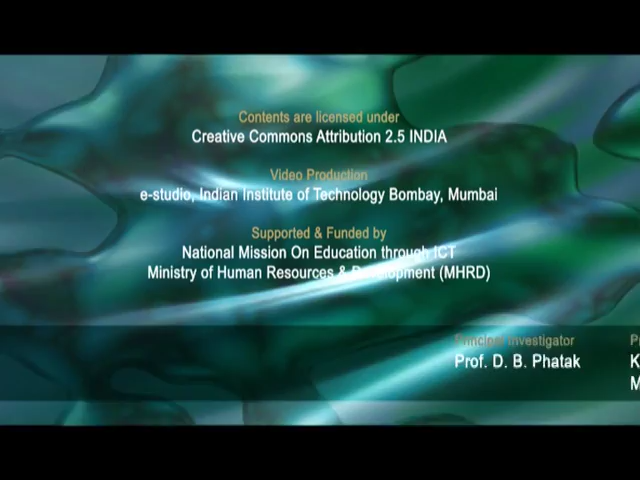 Contents are licensed under
Creative Commons Attribution 2.5 INDIA
Video Production
e-studio, Indian Institute of Technology Bombay, Mumbai
Supported & Funded by
National Mission On Education through ICT
Ministry of Human Resources & Development (MHRD)
Principal Investigator
Prof. D. B. Phatak